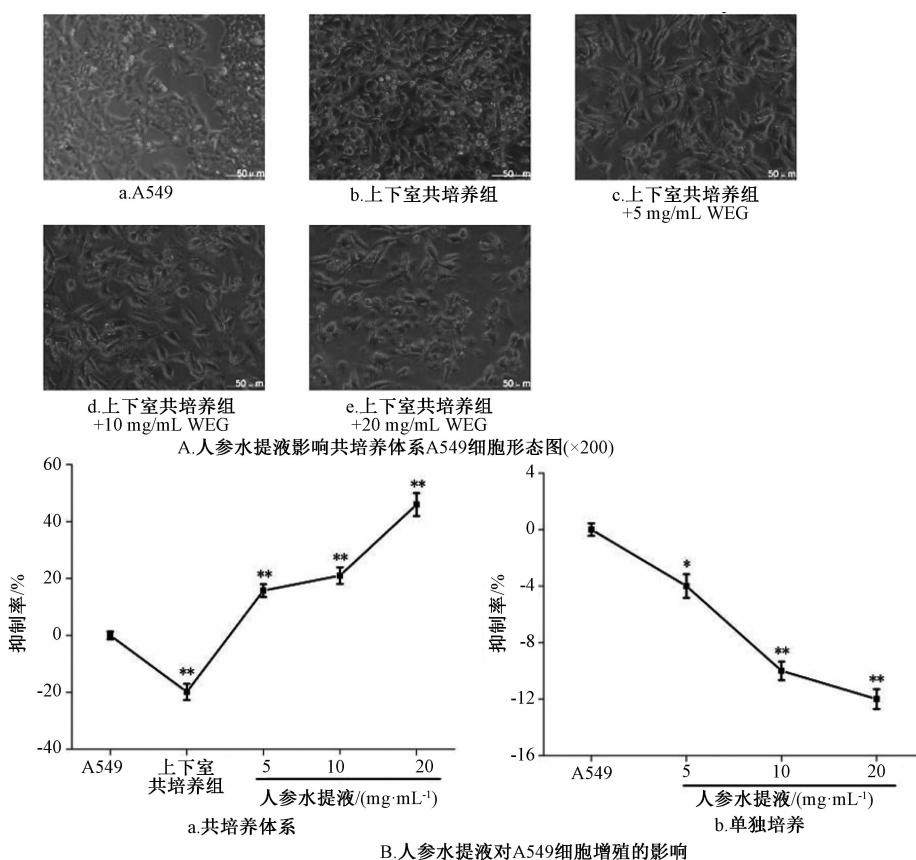 50 μm
50 μm
50 μm
a.A549
b.上下室共培养组
c.上下室共培养组
+5 mg/mL WEG
50 μm
50 μm
d.上下室共培养组
+10 mg/mL WEG
e.上下室共培养组
+20 mg/mL WEG
A.人参水提液影响共培养体系A549细胞形态图(×200)
60
40
20
0
-20
-40
抑制率/%
**
**
**
**
A549
上下室
共培养组
5
10
20
人参水提液/(mg·mL-1)
a.共培养体系
4
0
-4
-8
-12
-16
抑制率/%
*
**
**
A549
5
10
20
人参水提液/(mg·mL-1)
b.单独培养
B.人参水提液对A549细胞增殖的影响